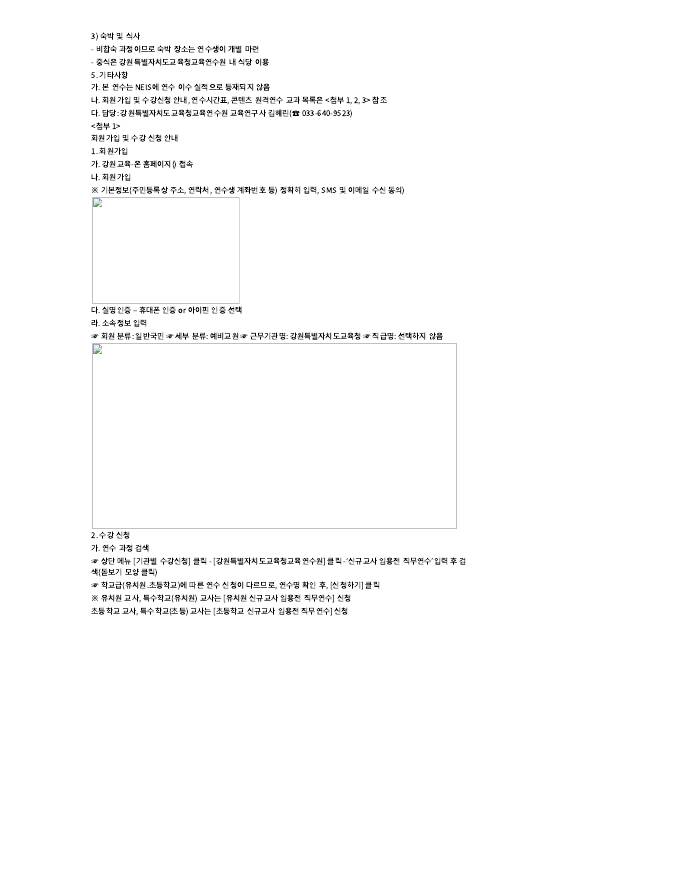 3) 숙박 및 식사
- 비합숙 과정이므로 숙박 장소는 연수생이 개별 마련
- 중식은 강원특별자치도교육청교육연수원 내 식당 이용
5. 기타사항
가. 본 연수는 NEIS에 연수 이수 실적으로 등재되지 않음
나. 회원가입 및 수강신청 안내, 연수시간표, 콘텐츠 원격연수 교과 목록은 <첨부 1, 2, 3> 참조
다. 담당: 강원특별자치도교육청교육연수원 교육연구사 김혜린(☎ 033-640-9523)
<첨부 1>
회원가입 및 수강 신청 안내
1. 회원가입
가. 강원교육-온 홈페이지() 접속
나. 회원가입
※ 기본정보(주민등록상 주소, 연락처, 연수생 계좌번호 등) 정확히 입력, SMS 및 이메일 수신 동의)
다. 실명인증 – 휴대폰 인증 or 아이핀 인증 선택
라. 소속정보 입력
☞ 회원 분류: 일반국민 ☞ 세부 분류: 예비교원 ☞ 근무기관명: 강원특별자치도교육청 ☞ 직급명: 선택하지 않음
2. 수강 신청
가. 연수 과정 검색
☞ 상단 메뉴 [기관별 수강신청] 클릭 - [강원특별자치도교육청교육연수원] 클릭-‘신규교사 임용전 직무연수’ 입력 후 검
색(돋보기 모양 클릭)
☞ 학교급(유치원‧초등학교)에 따른 연수 신청이 다르므로, 연수명 확인 후, [신청하기] 클릭
※ 유치원 교사, 특수학교(유치원) 교사는 [유치원 신규교사 임용전 직무연수] 신청
초등학교 교사, 특수학교(초등) 교사는 [초등학교 신규교사 임용전 직무연수] 신청